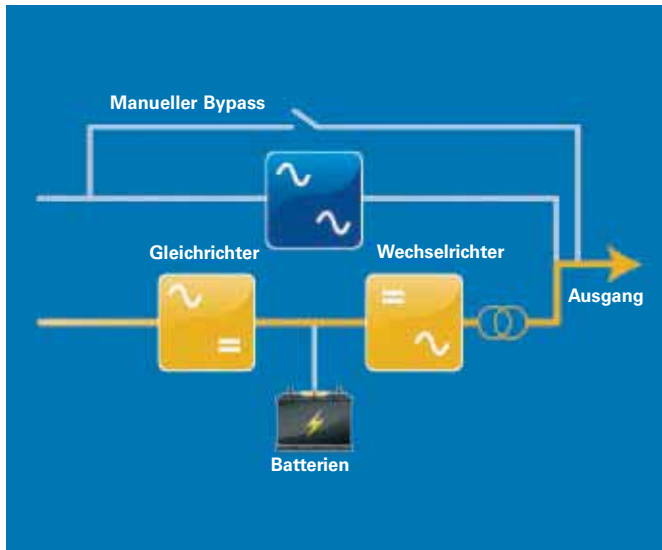 Manueller Bypass
Gleichrichter
Wechselrichter
Ausgang
Batterien